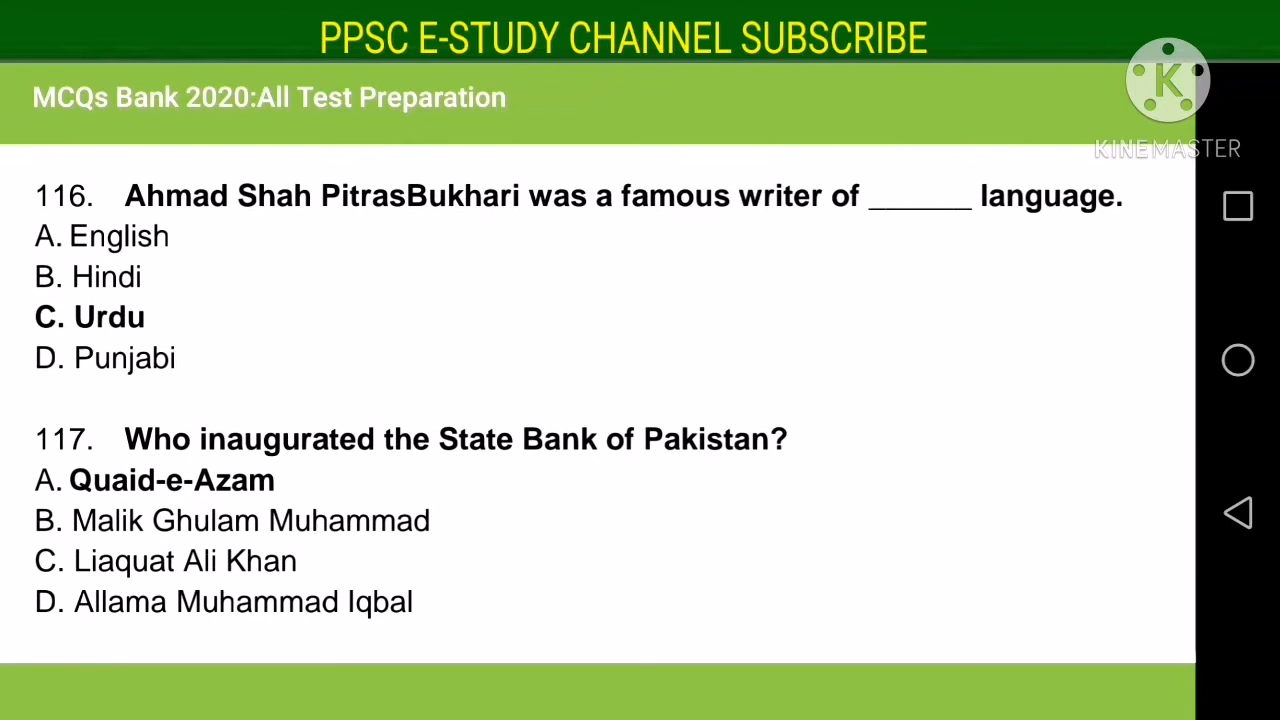 PPSC E-STUDY CHANNEL SUBSCRIBE
MCQs Bank 2020:All Test Preparation
K
KINEMASTER
116. Ahmad Shah PitrasBukhari was a famous writer of ______ language.
A. English
B. Hindi
C. Urdu
D. Punjabi
117. Who inaugurated the State Bank of Pakistan?
A. Quaid-e-Azam
B. Malik Ghulam Muhammad
C. Liaquat Ali Khan
D. Allama Muhammad Iqbal